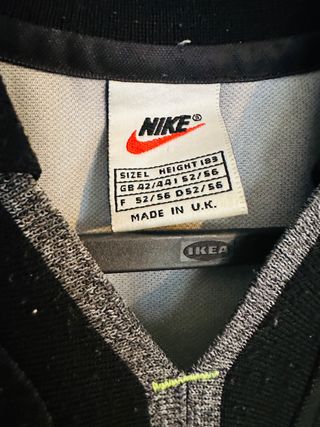 NIKE®
SIZE L HEIGHT 183
GB 42/44 I 52/56
F 52/56 D 52/56
MADE IN U.K.
IKEA